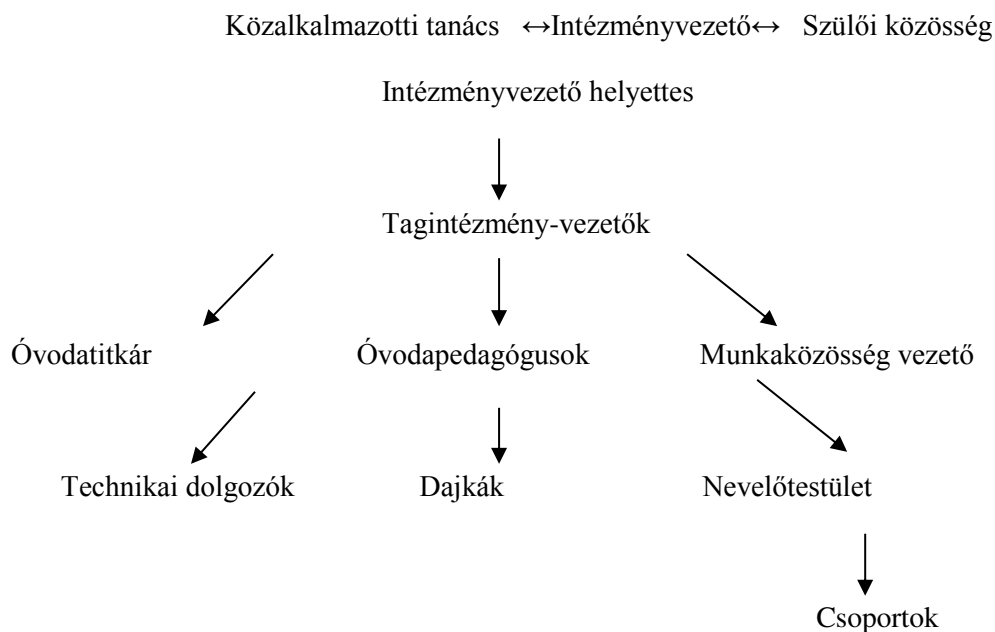 Közalkalmazotti tanács ↔Intézményvezető↔ Szülői közösség
Intézményvezető helyettes
Tagintézmény-vezetők
Óvodatitkár Óvodapedagógusok Munkaközösség vezető
Technikai dolgozók Dajkák Nevelőtestület
Csoportok